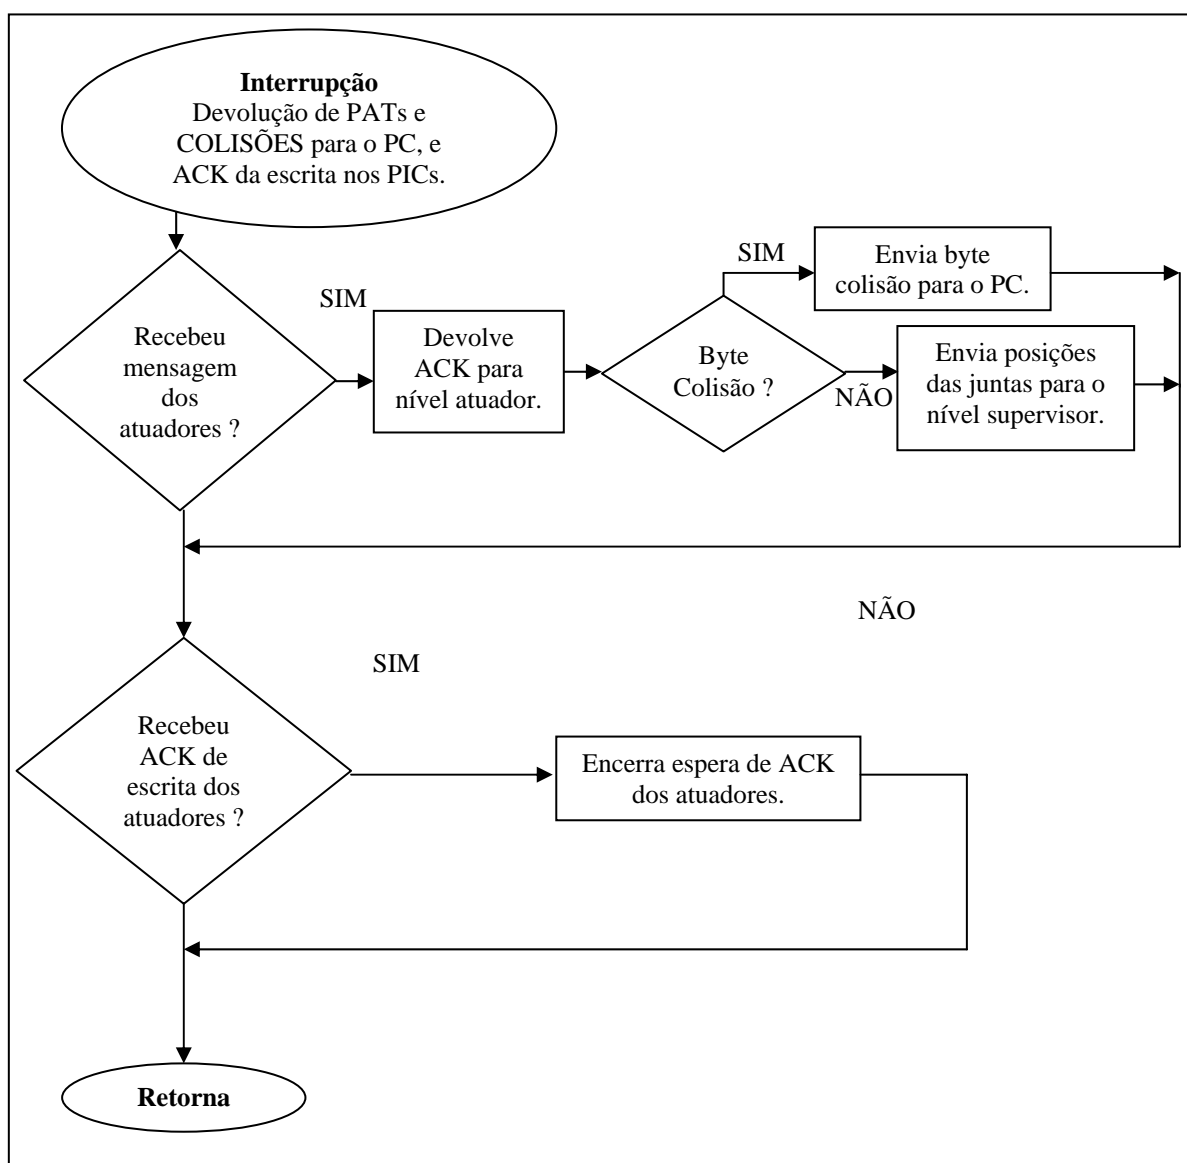 Interrupção
Devolução de PATs e
COLISÕES para o PC, e
ACK da escrita nos PICs.
SIM
Envia byte
colisão para o PC.
SIM
Recebeu
mensagem
dos
atuadores ?
Devolve
ACK para
nível atuador.
Byte
Colisão ?
NÃO
Envia posições
das juntas para o
nível supervisor.
NÃO
SIM
Recebeu
ACK de
escrita dos
atuadores ?
Encerra espera de ACK
dos atuadores.
Retorna